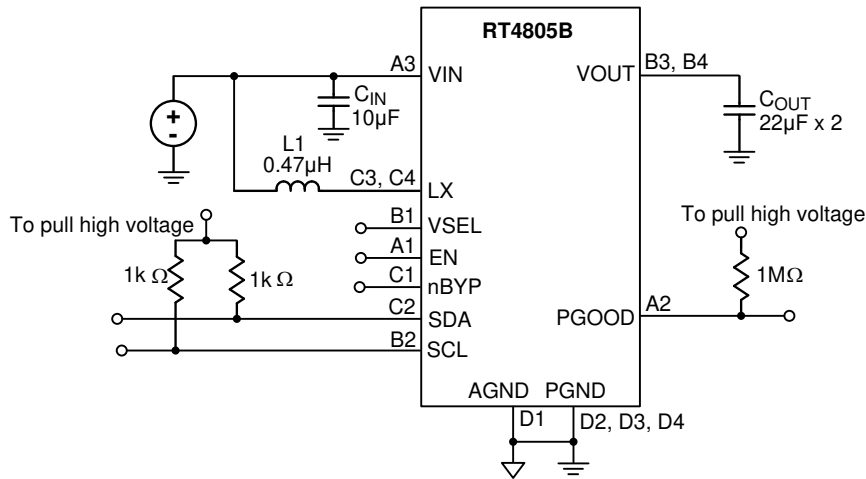 RT4805B
A3
VIN
VOUT
B3, B4
CIN
10µF
COUT
22µF x 2
L1
0.47µH
C3, C4
LX
B1
VSEL
To pull high voltage
To pull high voltage
A1
EN
1k Ω
1k Ω
C1
nBYP
1MΩ
C2
SDA
PGOOD
A2
B2
SCL
AGND
PGND
D1
D2, D3, D4